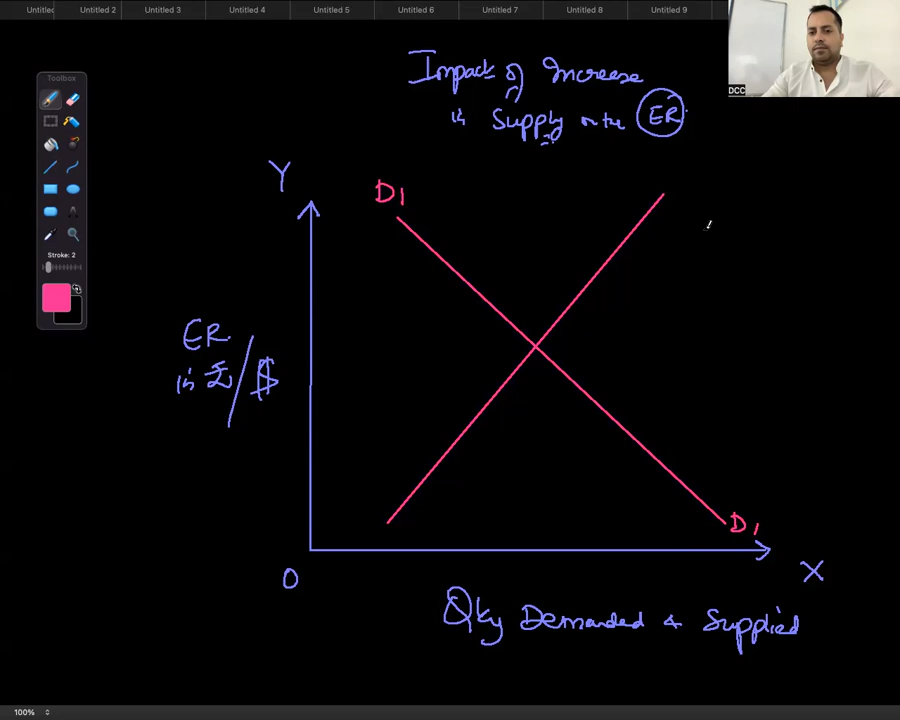 Untitled
Untitled 2
Untitled 3
Untitled 4
Untitled 5
Untitled 6
Untitled 7
Untitled 8
Untitled 9
Toolbox
Stroke: 2
DCC
Impact of Increase
in Supply on the ER
Y
D1
ER
in ₹/$
D1
O
X
Qty Demanded & Supplied
100%